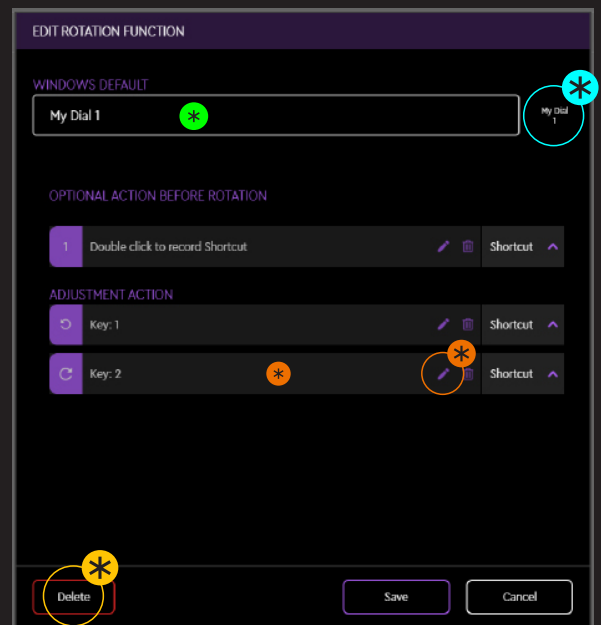 EDIT ROTATION FUNCTION
WINDOWS DEFAULT
My Dial 1
My Dial
1
OPTIONAL ACTION BEFORE ROTATION
1 Double click to record Shortcut Shortcut
ADJUSTMENT ACTION
Key: 1 Shortcut
Key: 2 Shortcut
Delete Save Cancel